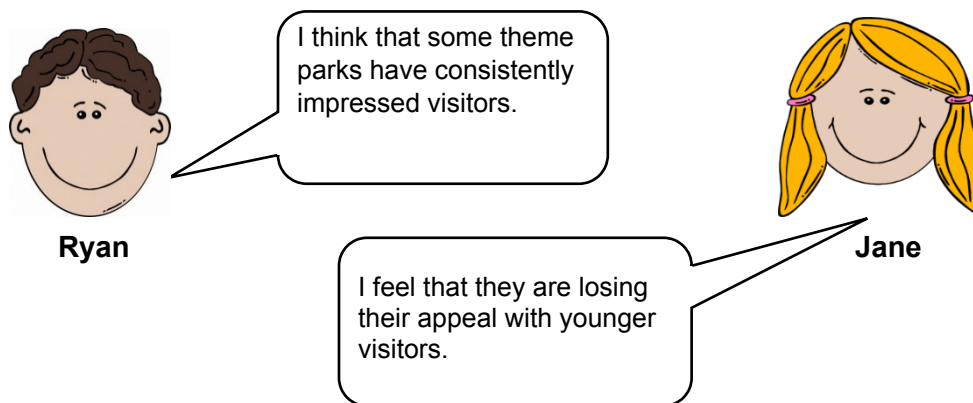 I think that some theme
parks have consistently
impressed visitors.
Ryan
Jane
I feel that they are losing
their appeal with younger
visitors.